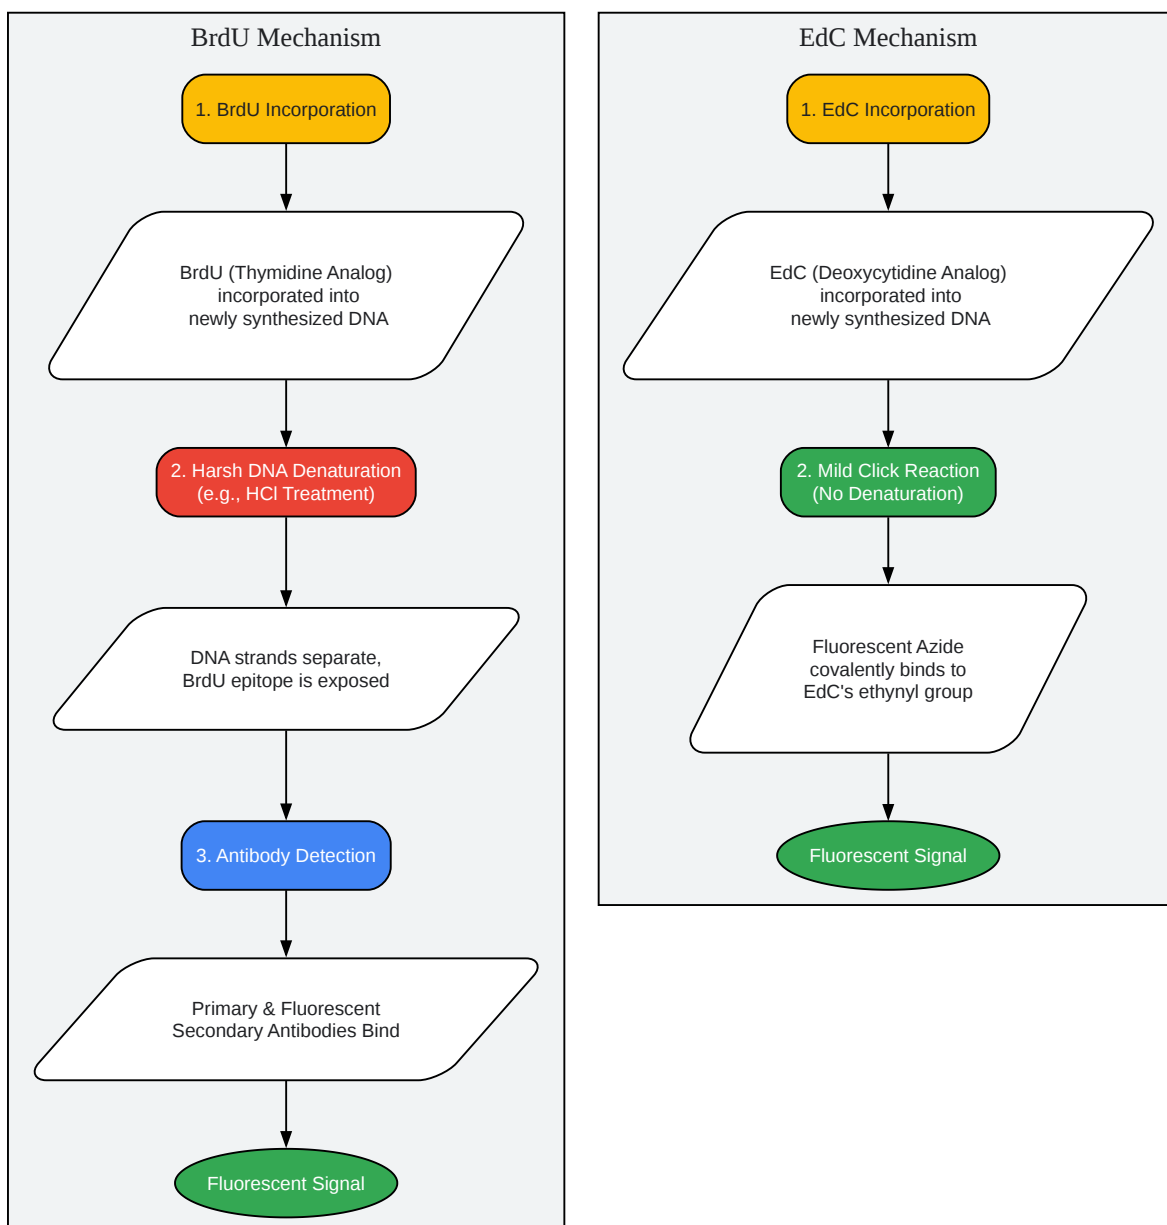 BrdU Mechanism
1. BrdU Incorporation
BrdU (Thymidine Analog)
incorporated into
newly synthesized DNA
2. Harsh DNA Denaturation
(e.g., HCl Treatment)
DNA strands separate,
BrdU epitope is exposed
3. Antibody Detection
Primary & Fluorescent
Secondary Antibodies Bind
Fluorescent Signal
EdC Mechanism
1. EdC Incorporation
EdC (Deoxycytidine Analog)
incorporated into
newly synthesized DNA
2. Mild Click Reaction
(No Denaturation)
Fluorescent Azide
covalently binds to
EdC's ethynyl group
Fluorescent Signal